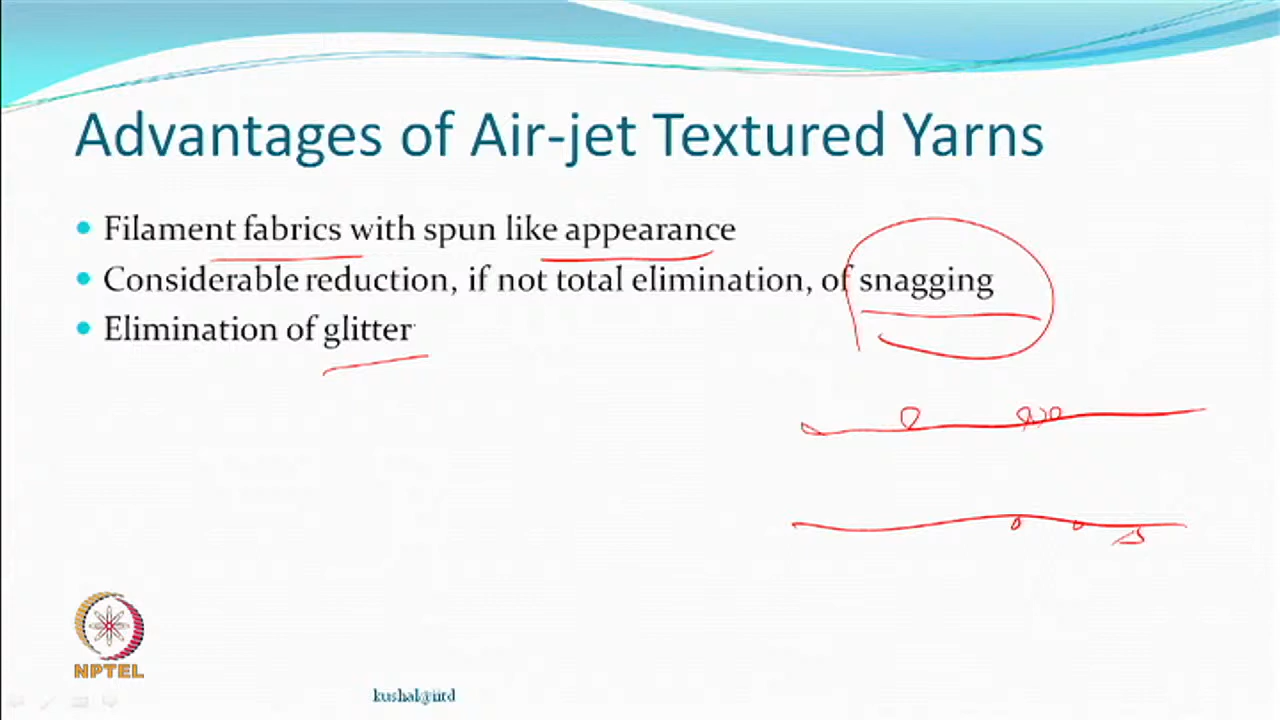 Advantages of Air-jet Textured Yarns
Filament fabrics with spun like appearance
Considerable reduction, if not total elimination, of snagging
Elimination of glitter
NPTEL
kushal@iitd